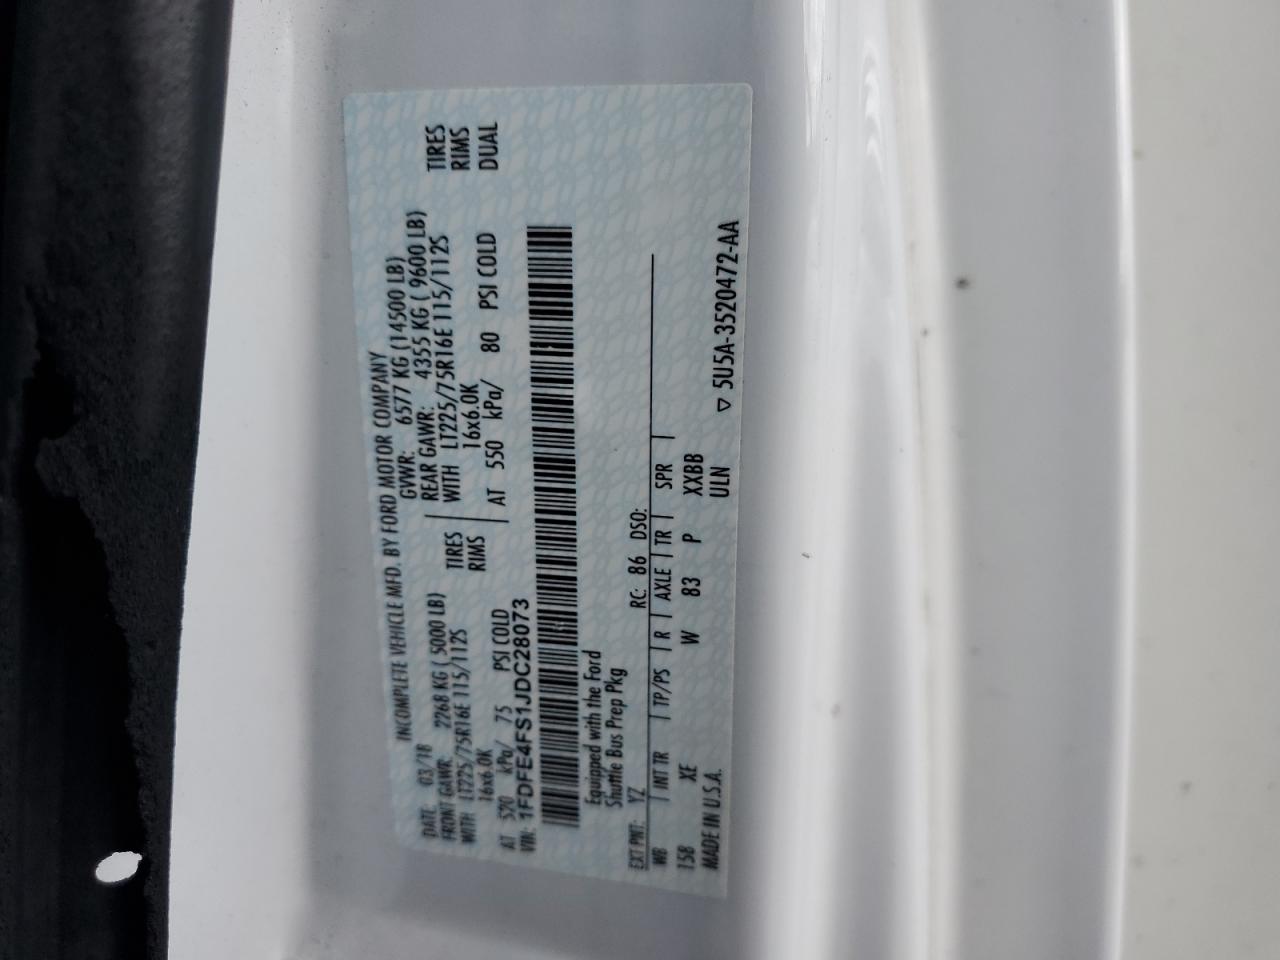 INCOMPLETE VEHICLE MFD. BY FORD MOTOR COMPANY
DATE: 03/18 GVWR: 6577 KG (14500 LB)
FRONT GAWR: 2268 KG ( 5000 LB) REAR GAWR: 4355 KG ( 9600 LB)
WITH LT225/75R16E 115/112S TIRES WITH LT225/75R16E 115/112S TIRES
16x6.0K RIMS 16x6.0K RIMS
AT 520 kPa/ 75 PSI COLD AT 550 kPa/ 80 PSI COLD DUAL
VIN: 1FDFE4FS1JDC28073
Equipped with the Ford
Shuttle Bus Prep Pkg
EXT PNT: YZ RC: 86 DSO:
WB INT TR TP/PS R AXLE TR SPR
158 XE W 83 P XXBB
MADE IN U.S.A. ULN ▽ 5U5A-3520472-AA